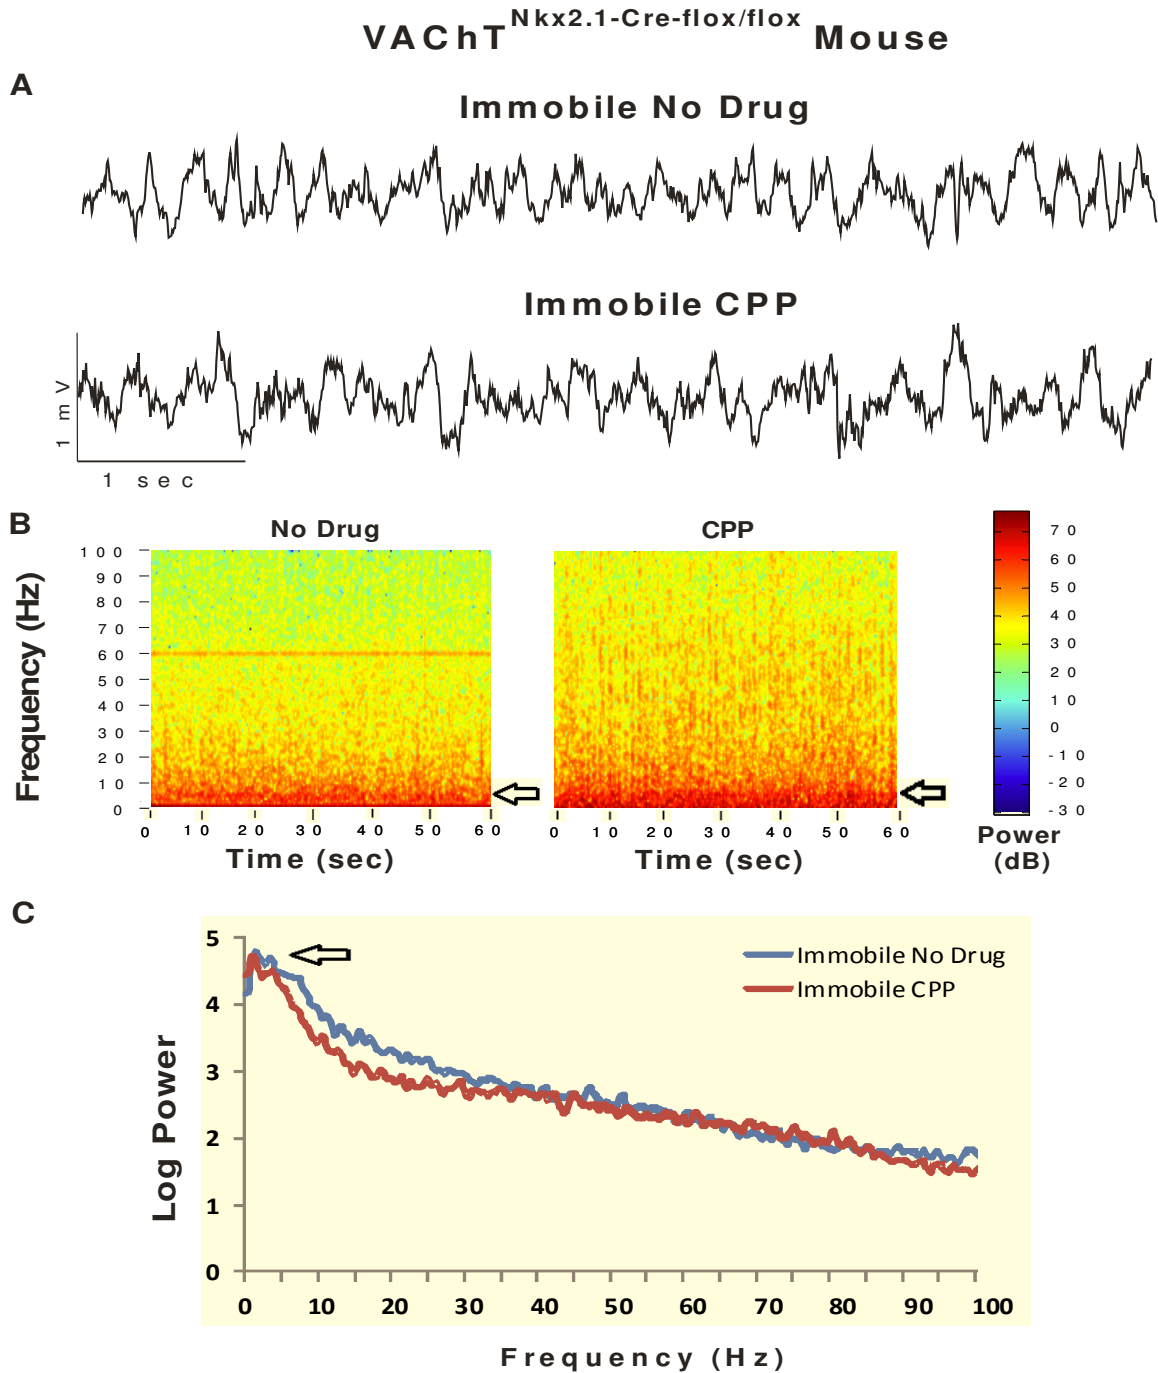 VAChT Nkx2.1-Cre-flox/flox Mouse
A
Immobile No Drug
Immobile CPP
1 mV
1 sec
B
No Drug
CPP
Frequency (Hz)
100
90
80
70
60
50
40
30
20
10
0
0 10 20 30 40 50 60
Time (sec)
0 10 20 30 40 50 60
Time (sec)
70
60
50
40
30
20
10
0
-10
-20
-30
Power
(dB)
C
Log Power
5
4
3
2
1
0
Immobile No Drug
Immobile CPP
0 10 20 30 40 50 60 70 80 90 100
Frequency (Hz)